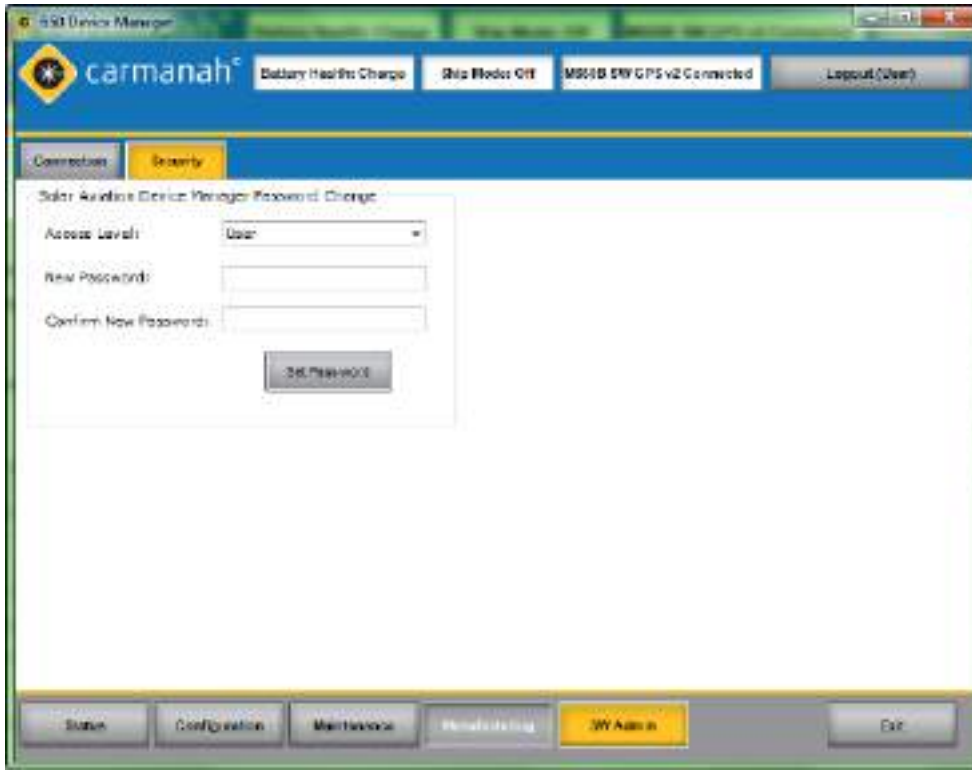 650 Device Manager
carmanah®
Battery Health: Charge
Ship Mode: Off
M650B SW GPS v2 Connected
Logout (User)
Connection
Security
Solar Aviation Device Manager Password Change
Access Level:
User
New Password:
Confirm New Password:
Set Password
Status
Configuration
Maintenance
Manufacturing
SW Admin
Exit